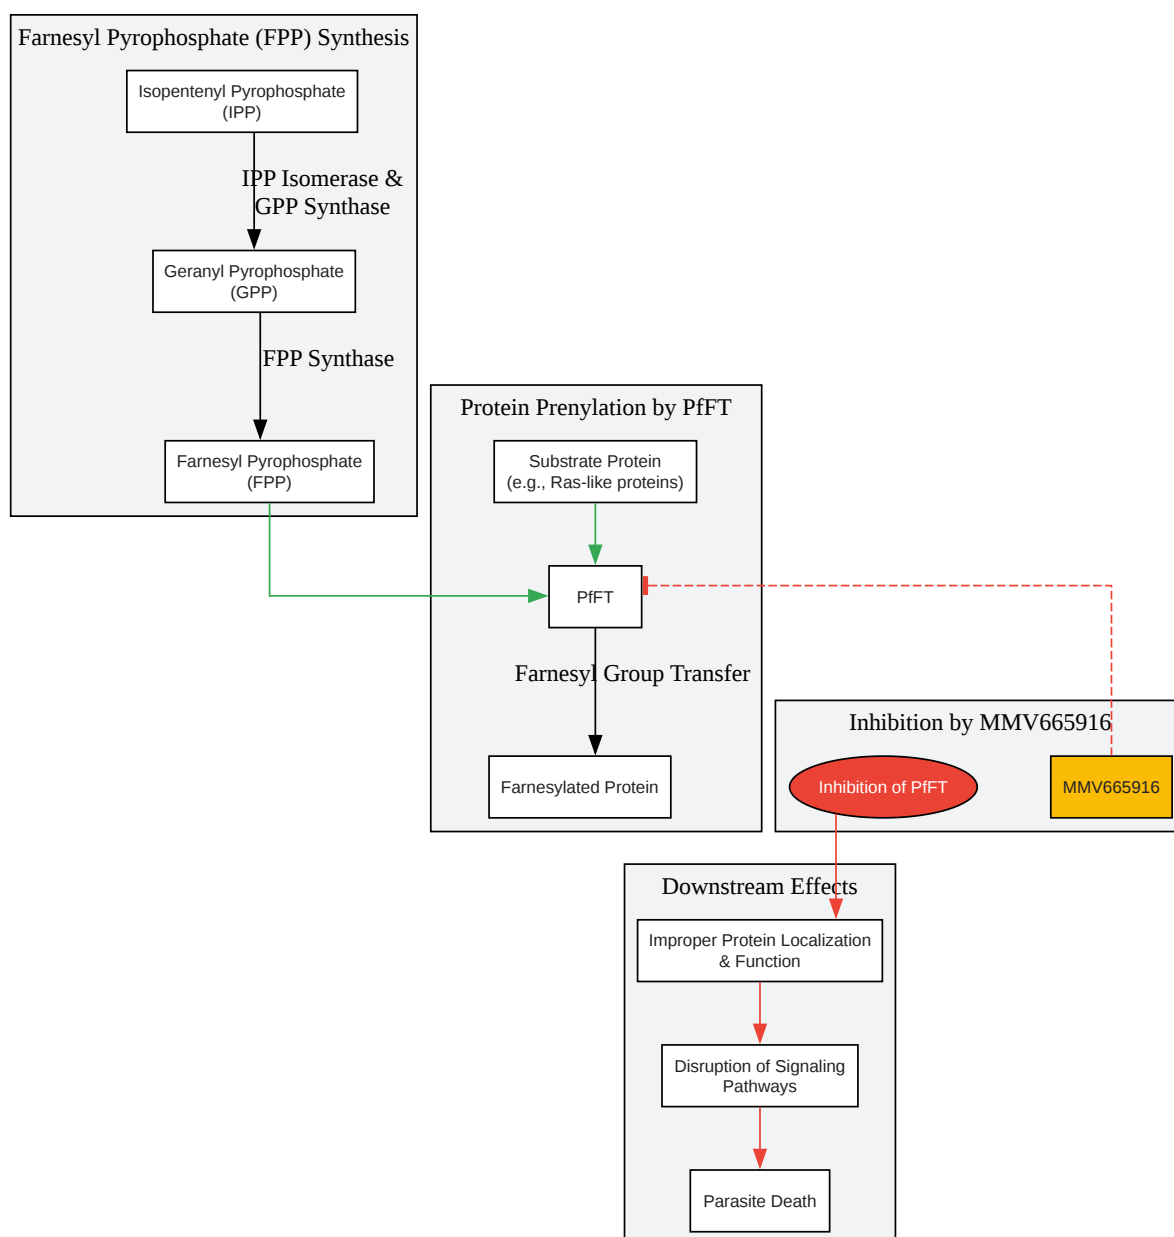 Farnesyl Pyrophosphate (FPP) Synthesis
Isopentenyl Pyrophosphate
(IPP)
IPP Isomerase &
GPP Synthase
Geranyl Pyrophosphate
(GPP)
FPP Synthase
Farnesyl Pyrophosphate
(FPP)
Protein Prenylation by PfFT
Substrate Protein
(e.g., Ras-like proteins)
PfFT
Farnesyl Group Transfer
Farnesylated Protein
Inhibition by MMV665916
Inhibition of PfFT
MMV665916
Downstream Effects
Improper Protein Localization
& Function
Disruption of Signaling
Pathways
Parasite Death